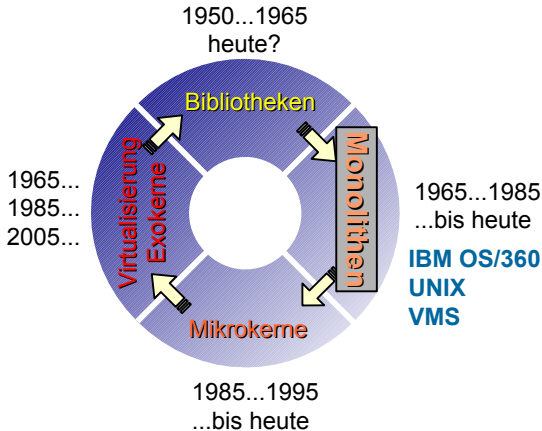 1950...1965
heute?
Bibliotheken
Monolithen
1965...1985
...bis heute
IBM OS/360
UNIX
VMS
Mikrokerne
1985...1995
...bis heute
Virtualisierung
Exokerne
1965...
1985...
2005...